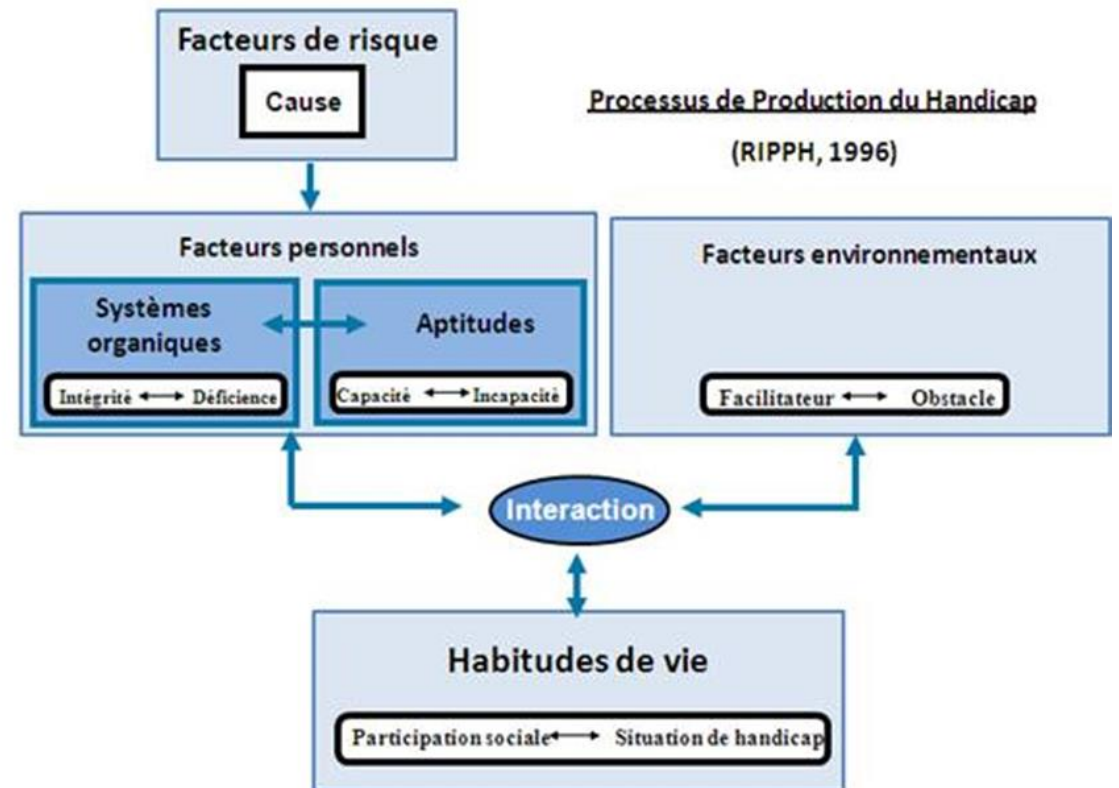 Facteurs de risque
Cause
Processus de Production du Handicap
(RIPPH, 1996)
Facteurs personnels
Systèmes
organiques
Aptitudes
Intégrité Déficience
Capacité Incapacité
Facteurs environnementaux
Facilitateur Obstacle
Interaction
Habitudes de vie
Participation sociale Situation de handicap